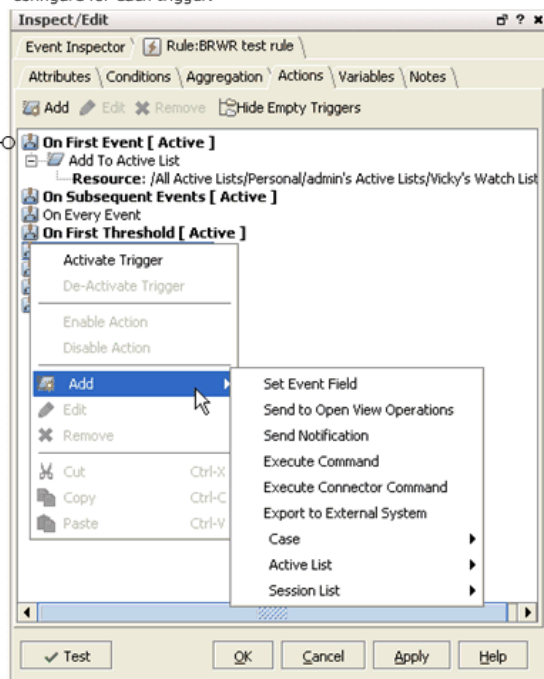 configure for each trigger.
Inspect/Edit
Event Inspector Rule:BRWR test rule
Attributes Conditions Aggregation Actions Variables Notes
Add Edit Remove Hide Empty Triggers
On First Event [ Active ]
Add To Active List
Resource: /All Active Lists/Personal/admin's Active Lists/Vicky's Watch List
On Subsequent Events [ Active ]
On Every Event
On First Threshold [ Active ]
Activate Trigger
De-Activate Trigger
Enable Action
Disable Action
Add
Edit
Remove
Cut Ctrl-X
Copy Ctrl-C
Paste Ctrl-V
Set Event Field
Send to Open View Operations
Send Notification
Execute Command
Execute Connector Command
Export to External System
Case
Active List
Session List
Test OK Cancel Apply Help